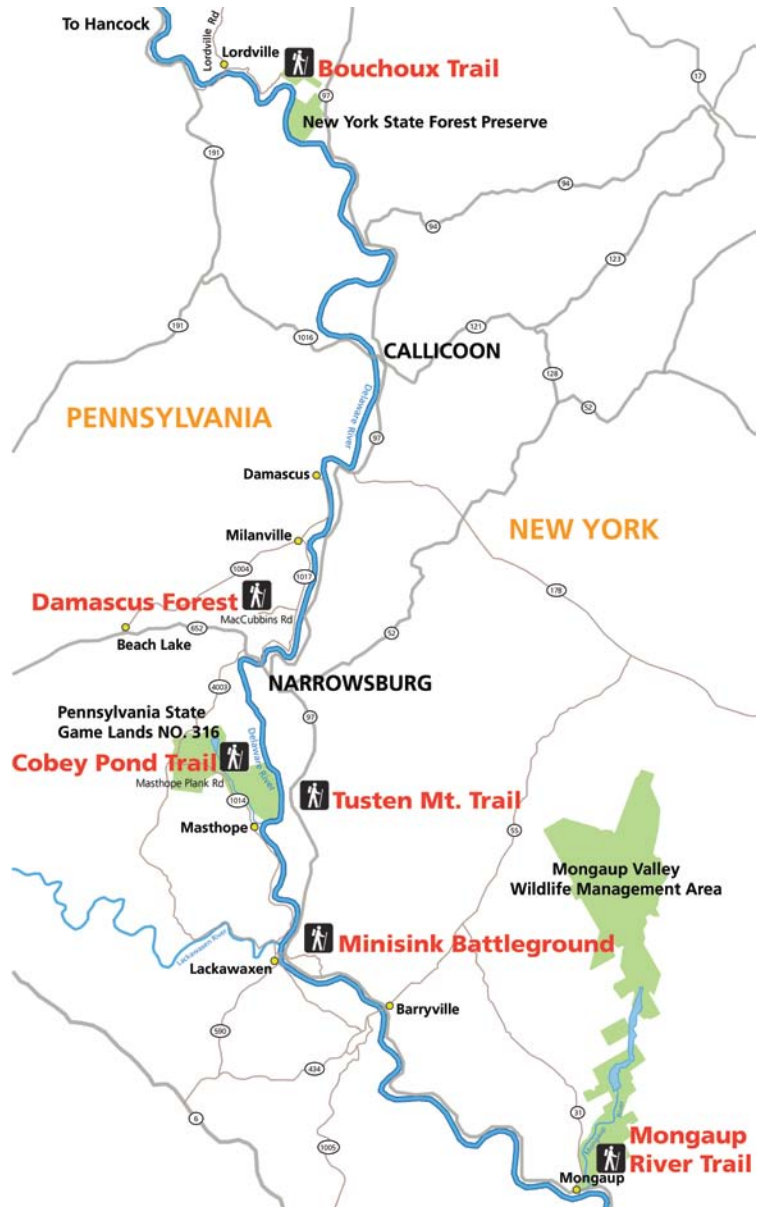 To Hancock
Lordville Rd
Lordville
Bouchoux Trail
17
97
New York State Forest Preserve
191
94
94
123
191
1016
121
CALLICOON
128
PENNSYLVANIA
Delaware River
52
97
Damascus
NEW YORK
Milanville
1004
1017
178
Damascus Forest
MacCubbins Rd
652
Beach Lake
52
NARROWSBURG
4003
Pennsylvania State
Game Lands NO. 316
97
Delaware River
Cobey Pond Trail
Masthope Plank Rd
1014
Tusten Mt. Trail
Masthope
55
Mongaup Valley
Wildlife Management Area
Lackawaxen River
Minisink Battleground
Lackawaxen
Barryville
590
434
6
31
1005
Mongaup River
Mongaup
River Trail
Mongaup